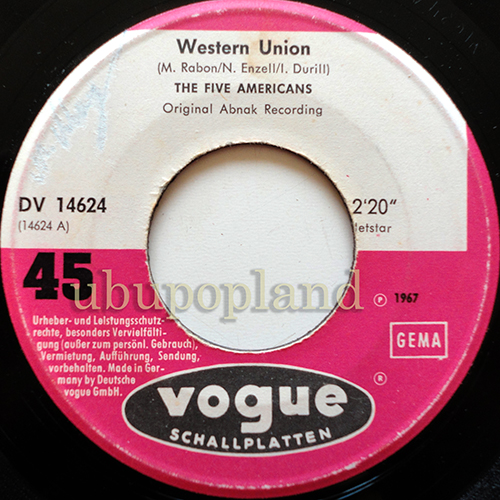 Western Union
(M. Rabon/N. Enzell/I. Durill)
THE FIVE AMERICANS
Original Abnak Recording
DV 14624
(14624 A)
2'20"
letstar
45
ubupopland
Ⓟ 1967
GEMA
Urheber- und Leistungsschutz-
rechte, besonders Vervielfälti-
gung (außer zum persönl. Gebrauch),
Vermietung, Aufführung, Sendung,
vorbehalten. Made in Ger-
many by Deutsche
vogue GmbH.
®
vogue
SCHALLPLATTEN